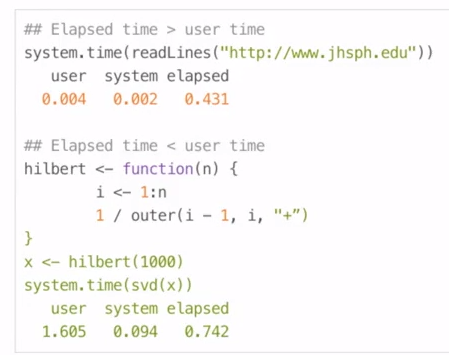 ## Elapsed time > user time
system.time(readLines("http://www.jhsph.edu"))
   user  system elapsed
  0.004   0.002   0.431
## Elapsed time < user time
hilbert <- function(n) {
        i <- 1:n
        1 / outer(i - 1, i, "+”)
}
x <- hilbert(1000)
system.time(svd(x))
   user  system elapsed
  1.605   0.094   0.742